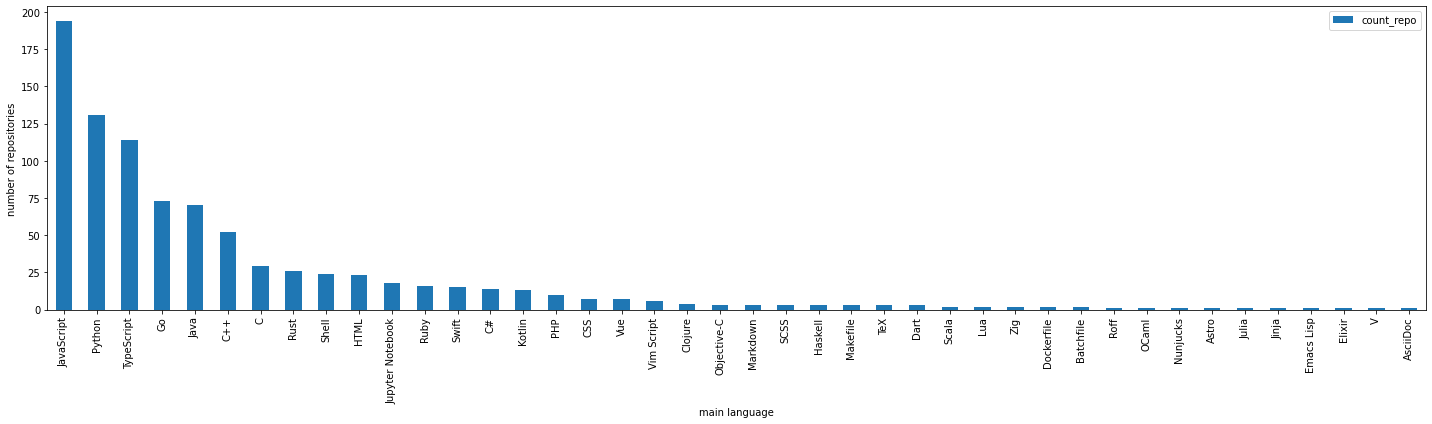 200
175
150
125
100
75
50
25
0
number of repositories
count_repo
JavaScript
Python
TypeScript
Go
Java
C++
C
Rust
Shell
HTML
Jupyter Notebook
Ruby
Swift
C#
Kotlin
PHP
CSS
Vue
Vim Script
Clojure
Objective-C
Markdown
SCSS
Haskell
Makefile
TeX
Dart
Scala
Lua
Zig
Dockerfile
Batchfile
Roff
OCaml
Nunjucks
Astro
Julia
Jinja
Emacs Lisp
Elixir
V
AsciiDoc
main language